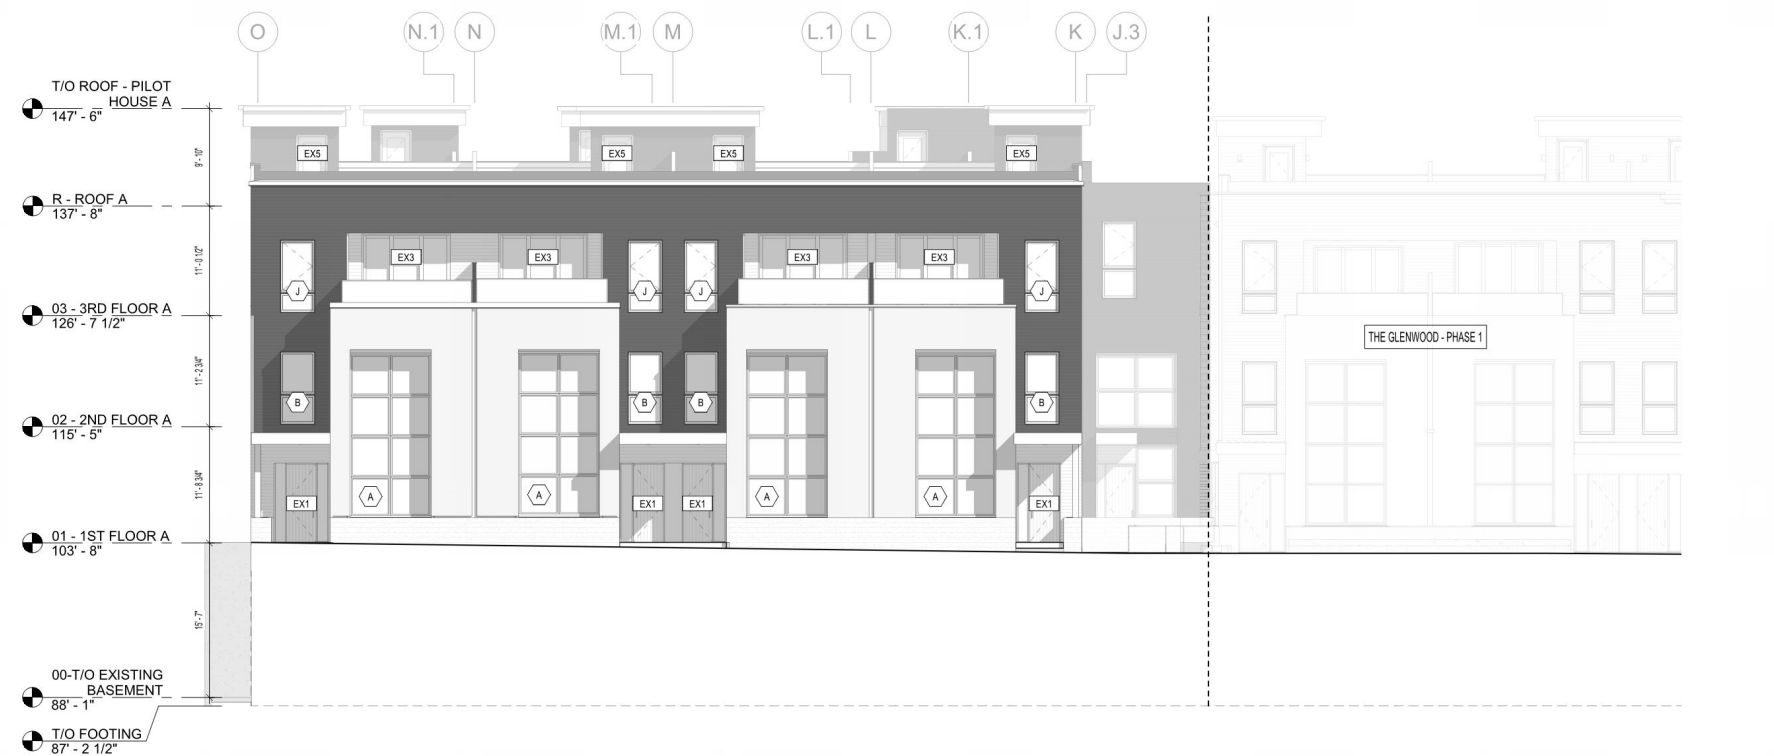 O
N.1
N
M.1
M
L.1
L
K.1
K
J.3
T/O ROOF - PILOT
HOUSE A
147' - 6"
9'- 10"
EX5
EX5
EX5
EX5
R - ROOF A
137' - 8"
11'- 0 1/2"
EX3
EX3
EX3
EX3
J
J
J
J
03 - 3RD FLOOR A
126' - 7 1/2"
THE GLENWOOD - PHASE 1
11'- 2 3/4"
B
B
B
B
02 - 2ND FLOOR A
115' - 5"
11'- 8 3/4"
A
A
A
A
EX1
EX1
EX1
EX1
01 - 1ST FLOOR A
103' - 8"
15'- 7"
00-T/O EXISTING
BASEMENT
88' - 1"
T/O FOOTING
87' - 2 1/2"